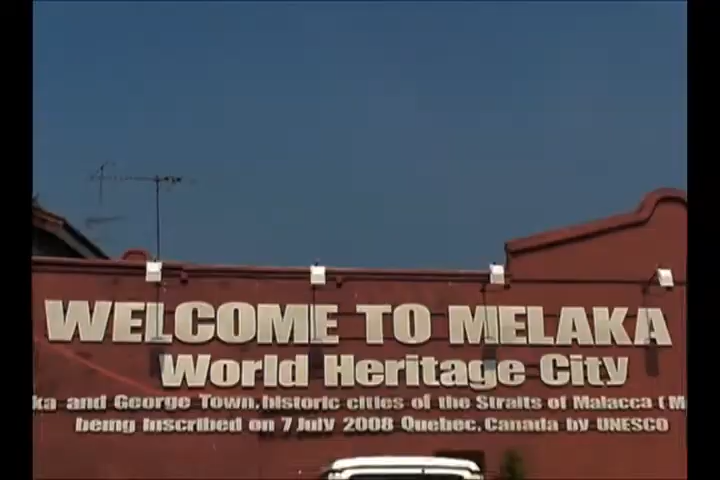 WELCOME TO MELAKA
World Heritage City
and George Town, historic cities of the Straits of Malacca
being Inscribed on 7 July 2008 Quebec, Canada by UNESCO